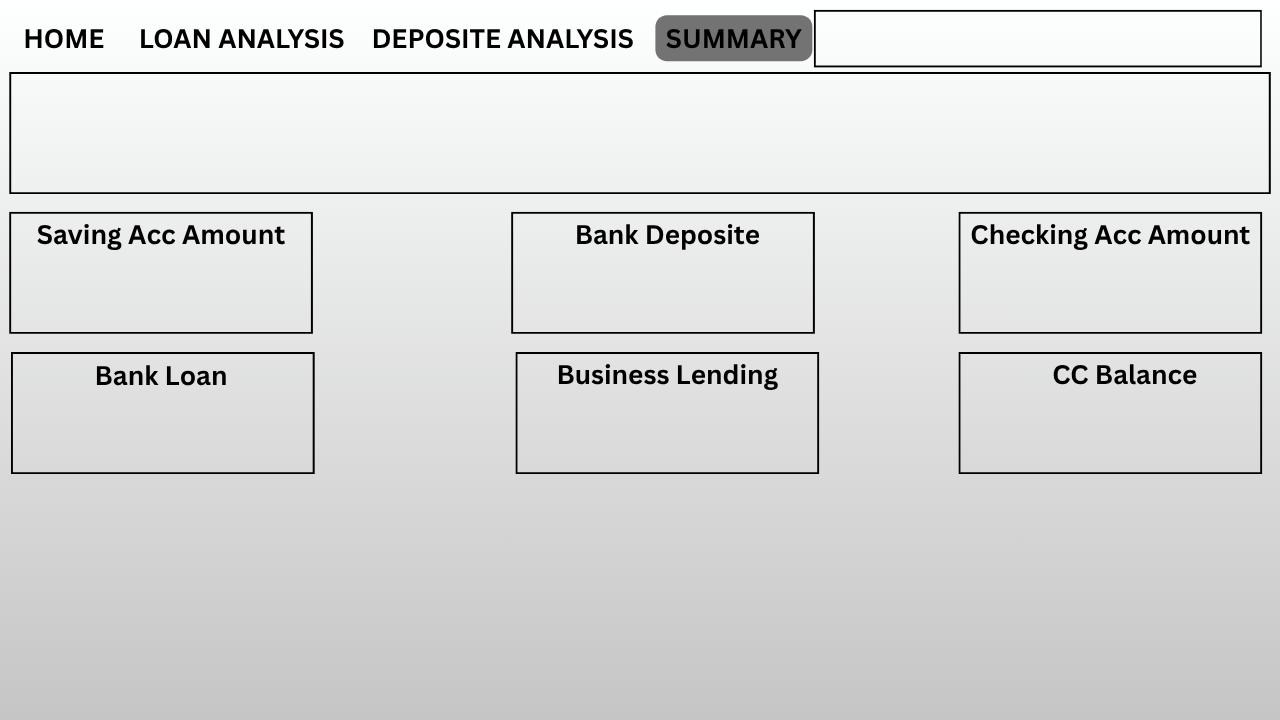 HOME LOAN ANALYSIS DEPOSITE ANALYSIS SUMMARY
Saving Acc Amount
Bank Deposite
Checking Acc Amount
Bank Loan
Business Lending
CC Balance